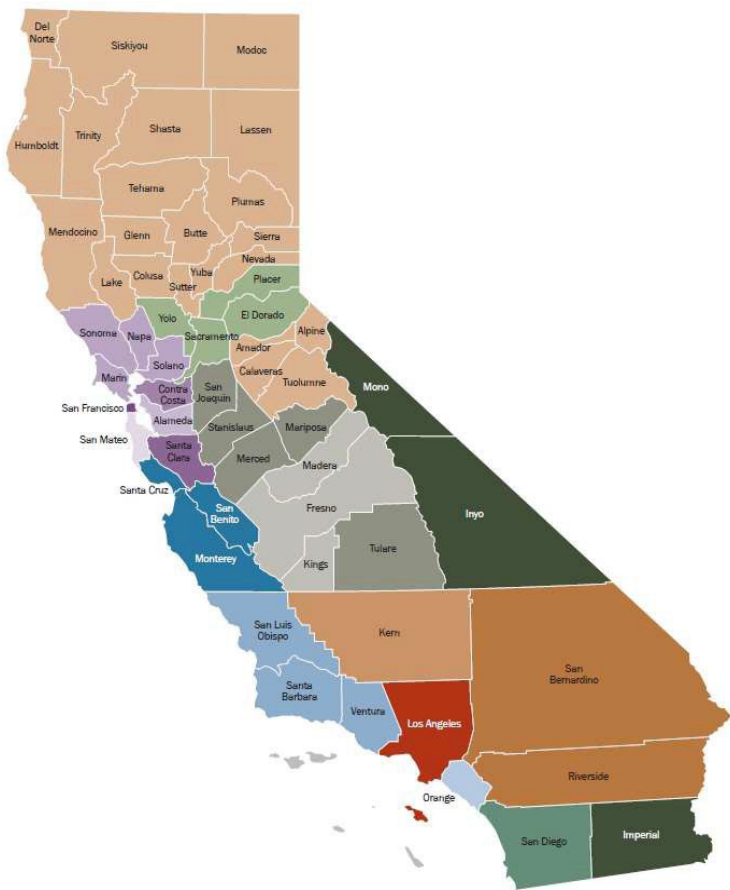 Del
Norte
Siskiyou
Modoc
Humboldt
Trinity
Shasta
Lassen
Tehama
Plumas
Mendocino
Glenn
Butte
Sierra
Nevada
Yuba
Colusa
Lake
Sutter
Placer
Yolo
El Dorado
Sonoma
Napa
Sacramento
Alpine
Amador
Solano
Marin
Calaveras
Tuolumne
Mono
Contra
Costa
San
Joaquin
San Francisco
Alameda
Stanislaus
Mariposa
San Mateo
Santa
Clara
Merced
Madera
Santa Cruz
San
Benito
Fresno
Inyo
Monterey
Kings
Tulare
San Luis
Obispo
Kern
San
Bernardino
Santa
Barbara
Ventura
Los Angeles
Riverside
Orange
San Diego
Imperial